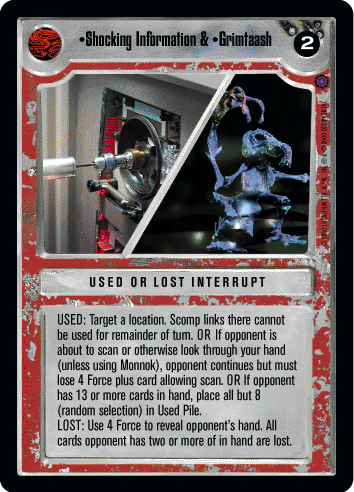 •Shocking Information & •Grimtaash
2
USED OR LOST INTERRUPT
USED: Target a location. Scomp links there cannot
be used for remainder of turn. OR If opponent is
about to scan or otherwise look through your hand
(unless using Monnok), opponent continues but must
lose 4 Force plus card allowing scan. OR If opponent
has 13 or more cards in hand, place all but 8
(random selection) in Used Pile.
LOST: Use 4 Force to reveal opponent's hand. All
cards opponent has two or more of in hand are lost.